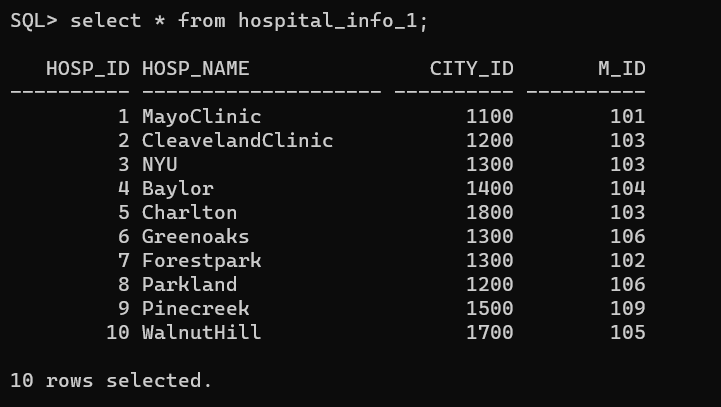 SQL> select * from hospital_info_1;
HOSP_ID HOSP_NAME CITY_ID M_ID
---------- -------------------- ---------- ----------
1 MayoClinic 1100 101
2 CleavelandClinic 1200 103
3 NYU 1300 103
4 Baylor 1400 104
5 Charlton 1800 103
6 Greenoaks 1300 106
7 Forestpark 1300 102
8 Parkland 1200 106
9 Pinecreek 1500 109
10 WalnutHill 1700 105
10 rows selected.